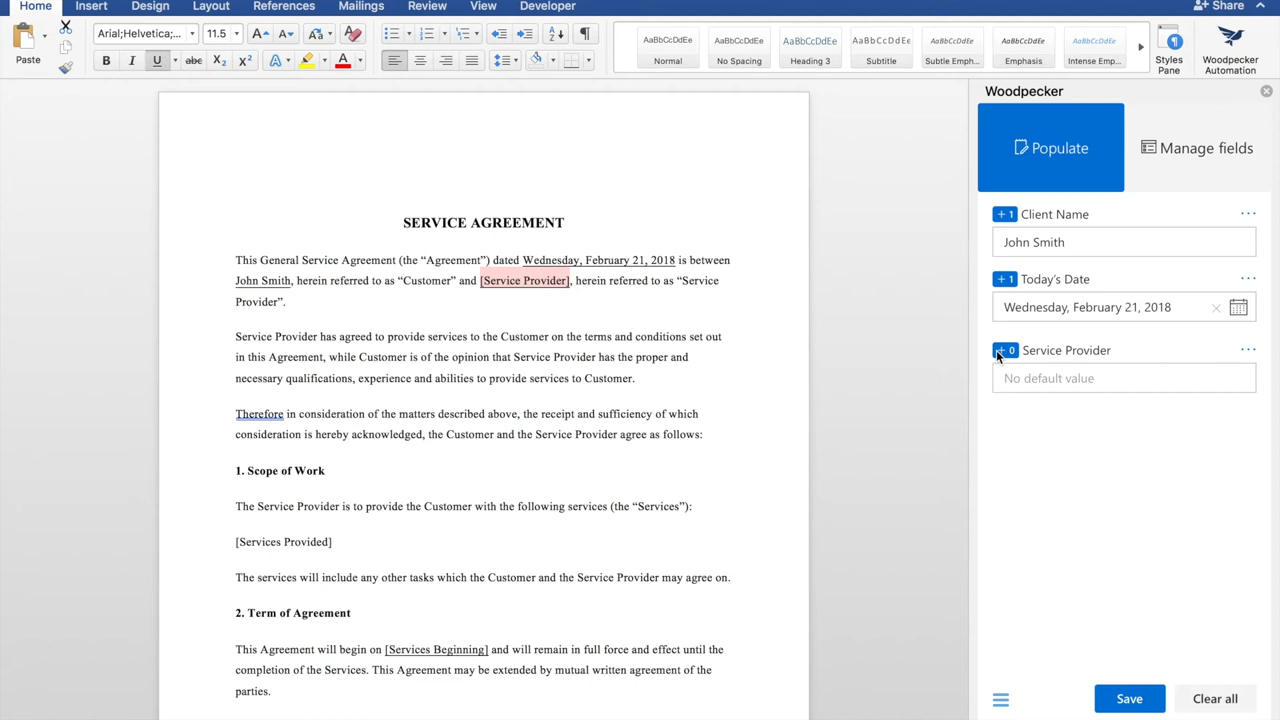 Home Insert Design Layout References Mailings Review View Developer Share
Paste
Arial;Helvetica;... 11.5 A A Aa A
B I U abc X2 X2 A A
AaBbCcDdEe AaBbCcDdEe AaBbCcDdEe AaBbCcDdEe AaBbCcDdEe AaBbCcDdEe AaBbCcDdEe
Normal No Spacing Heading 3 Subtitle Subtle Emph... Emphasis Intense Emp...
Styles Pane
Woodpecker Automation
SERVICE AGREEMENT
This General Service Agreement (the “Agreement”) dated Wednesday, February 21, 2018 is between
John Smith, herein referred to as “Customer” and [Service Provider], herein referred to as “Service
Provider”.
Service Provider has agreed to provide services to the Customer on the terms and conditions set out
in this Agreement, while Customer is of the opinion that Service Provider has the proper and
necessary qualifications, experience and abilities to provide services to Customer.
Therefore in consideration of the matters described above, the receipt and sufficiency of which
consideration is hereby acknowledged, the Customer and the Service Provider agree as follows:
1. Scope of Work
The Service Provider is to provide the Customer with the following services (the “Services”):
[Services Provided]
The services will include any other tasks which the Customer and the Service Provider may agree on.
2. Term of Agreement
This Agreement will begin on [Services Beginning] and will remain in full force and effect until the
completion of the Services. This Agreement may be extended by mutual written agreement of the
parties.
Woodpecker
Populate
Manage fields
+ 1 Client Name
John Smith
+ 1 Today's Date
Wednesday, February 21, 2018
+ 0 Service Provider
No default value
Save
Clear all